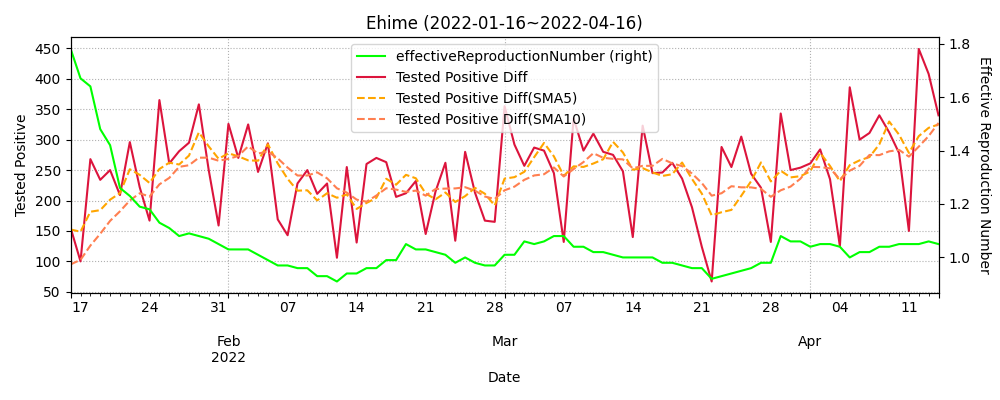 Ehime (2022-01-16~2022-04-16)
effectiveReproductionNumber (right)
Tested Positive Diff
Tested Positive Diff(SMA5)
Tested Positive Diff(SMA10)
Tested Positive
450
400
350
300
250
200
150
100
50
1.8
1.6
1.4
1.2
1.0
Effective Reproduction Number
17 24 31 07 14 21 28 07 14 21 28 04 11
Feb Mar Apr
2022
Date